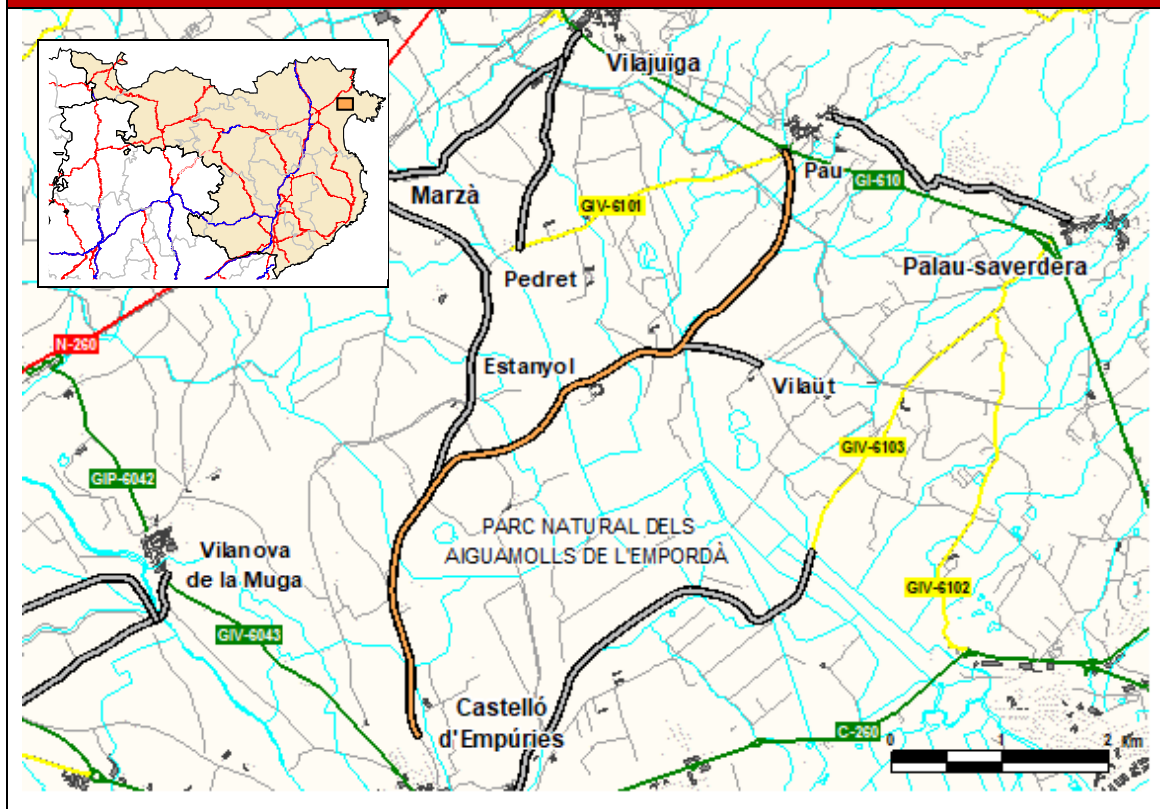 Vilajuïga
Pau
GI-610
Marzà
GIV-6101
Palau-saverdera
Pedret
N-260
Estanyol
Vilaüt
GIV-6103
GIP-6042
PARC NATURAL DELS
AIGUAMOLLS DE L'EMPORDÀ
Vilanova
de la Muga
GIV-6102
GIV-6043
Castelló
d'Empúries
C-260
0 1 2 Km